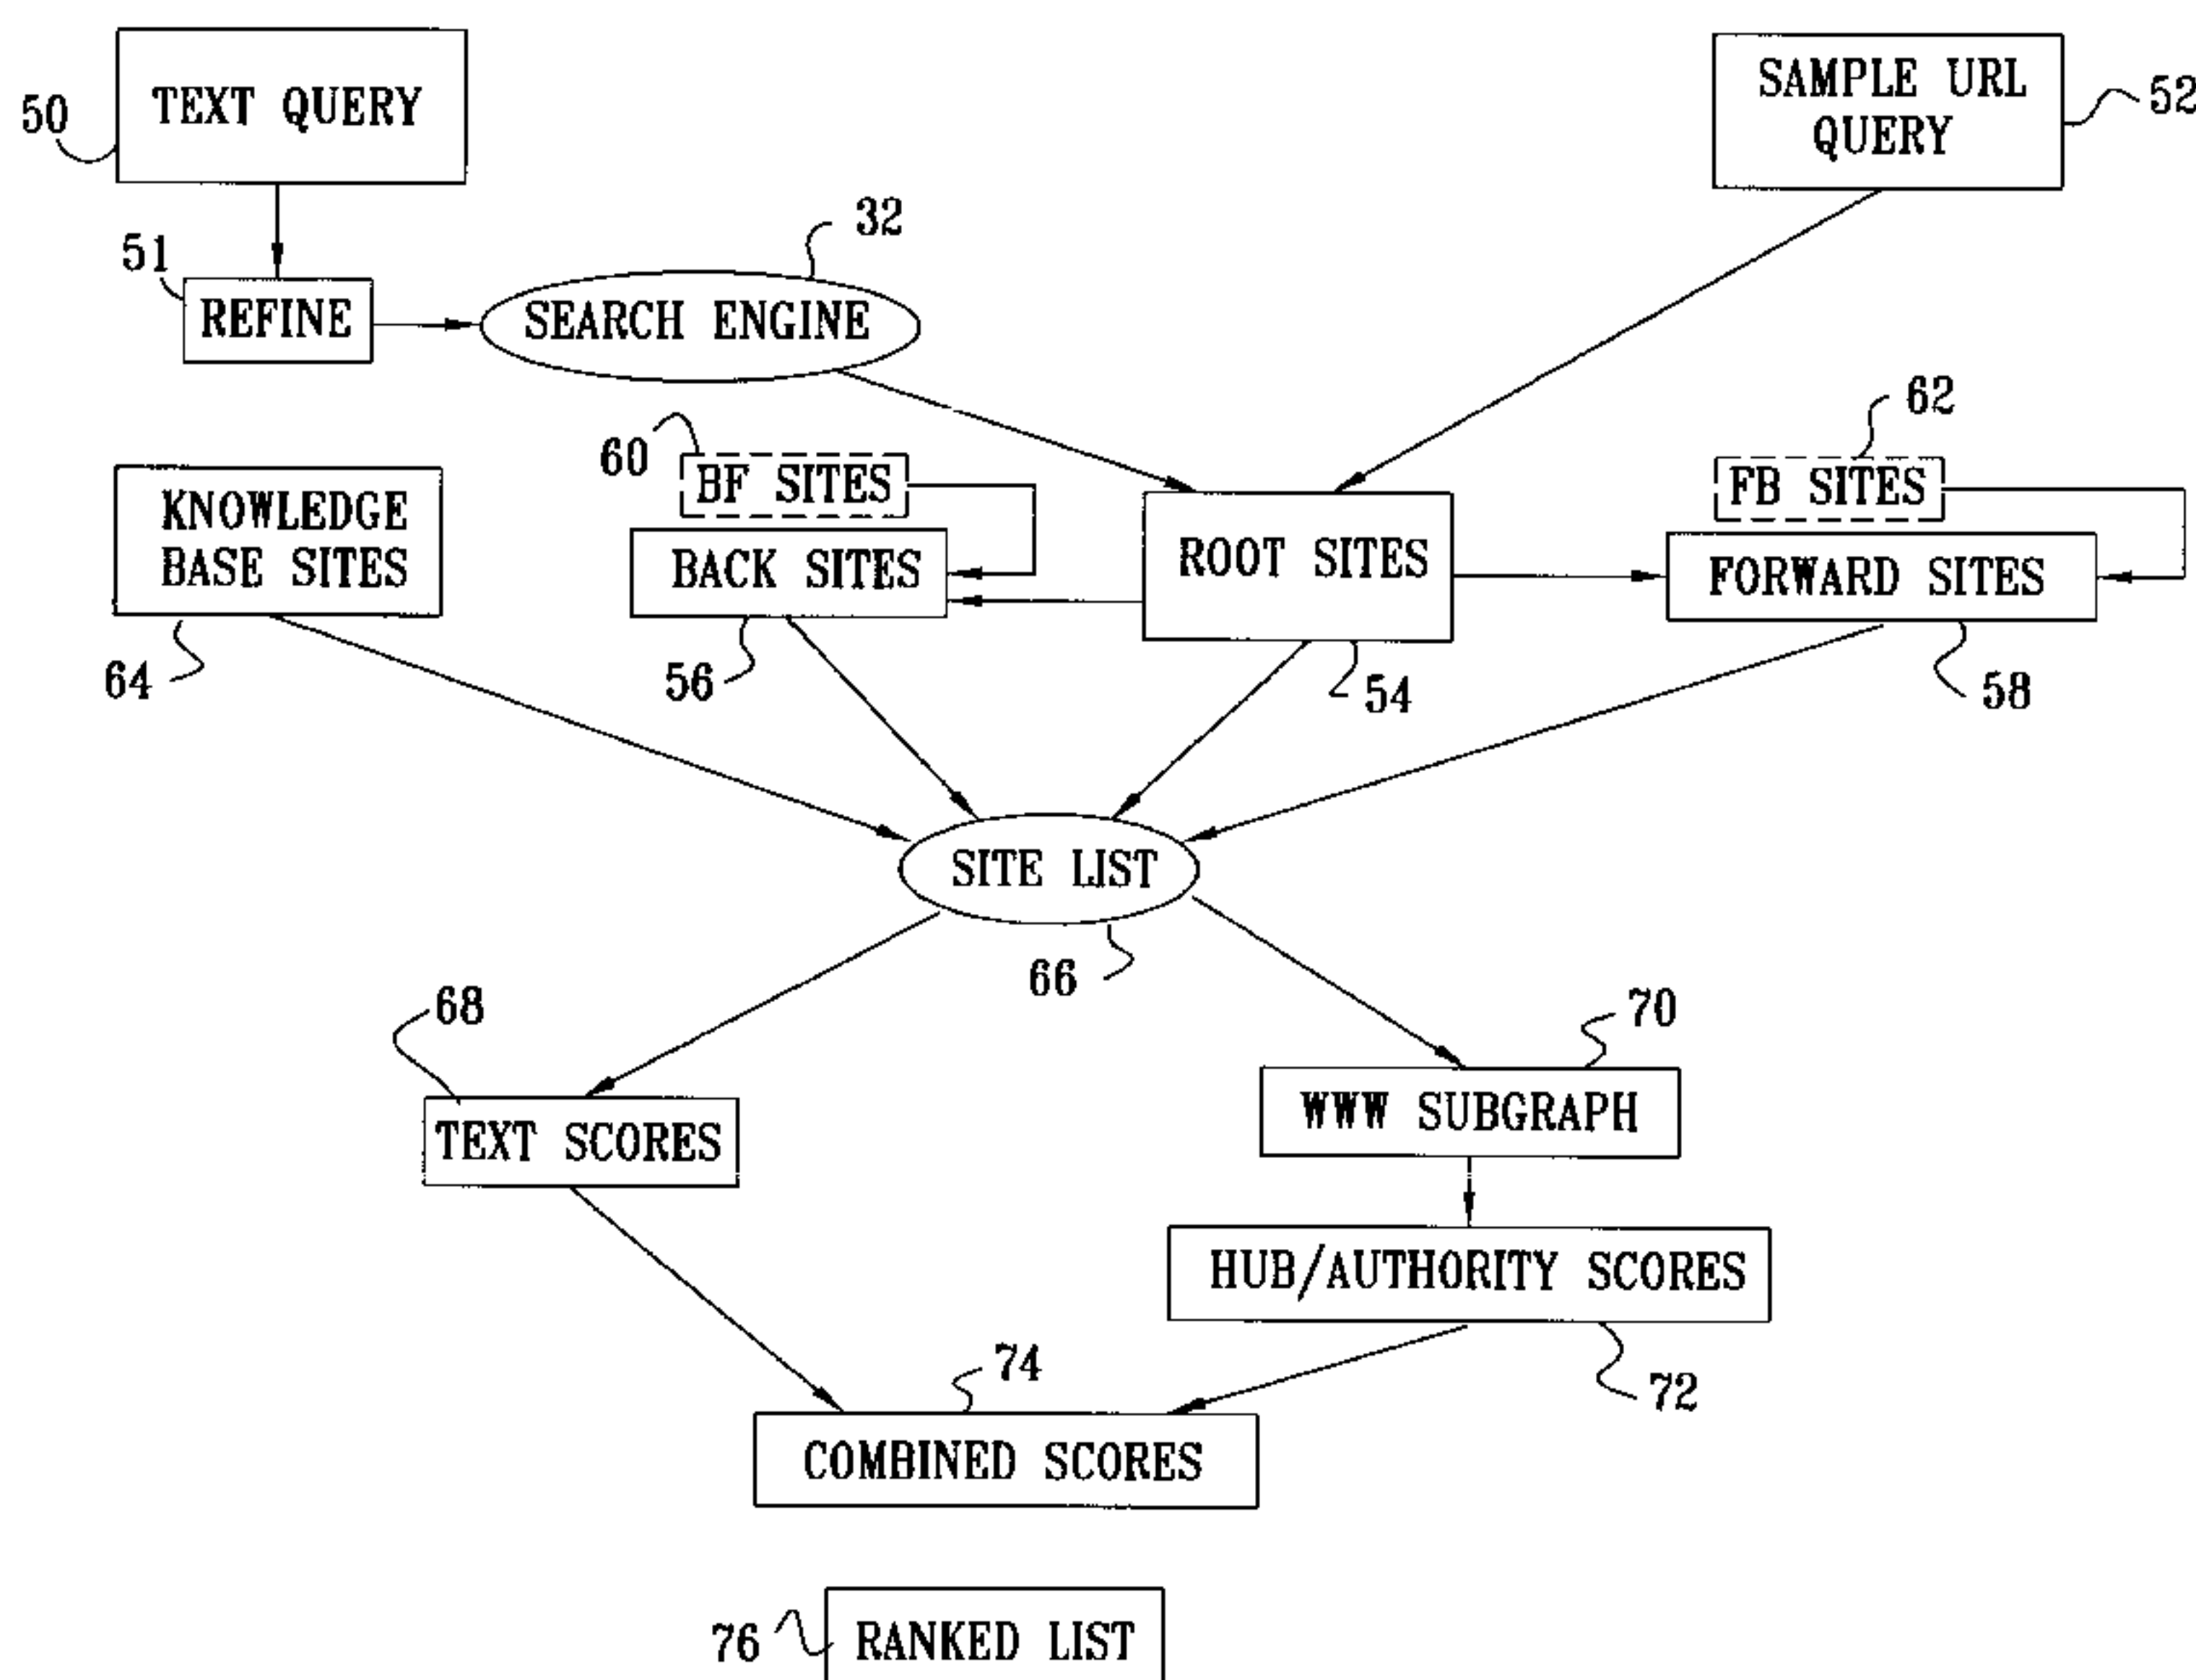 TEXT QUERY
50
SAMPLE URL
QUERY
52
51
REFINE
32
SEARCH ENGINE
60
BF SITES
62
FB SITES
KNOWLEDGE
BASE SITES
64
BACK SITES
56
ROOT SITES
54
FORWARD SITES
58
SITE LIST
66
68
TEXT SCORES
70
WWW SUBGRAPH
HUB/AUTHORITY SCORES
72
74
COMBINED SCORES
76
RANKED LIST